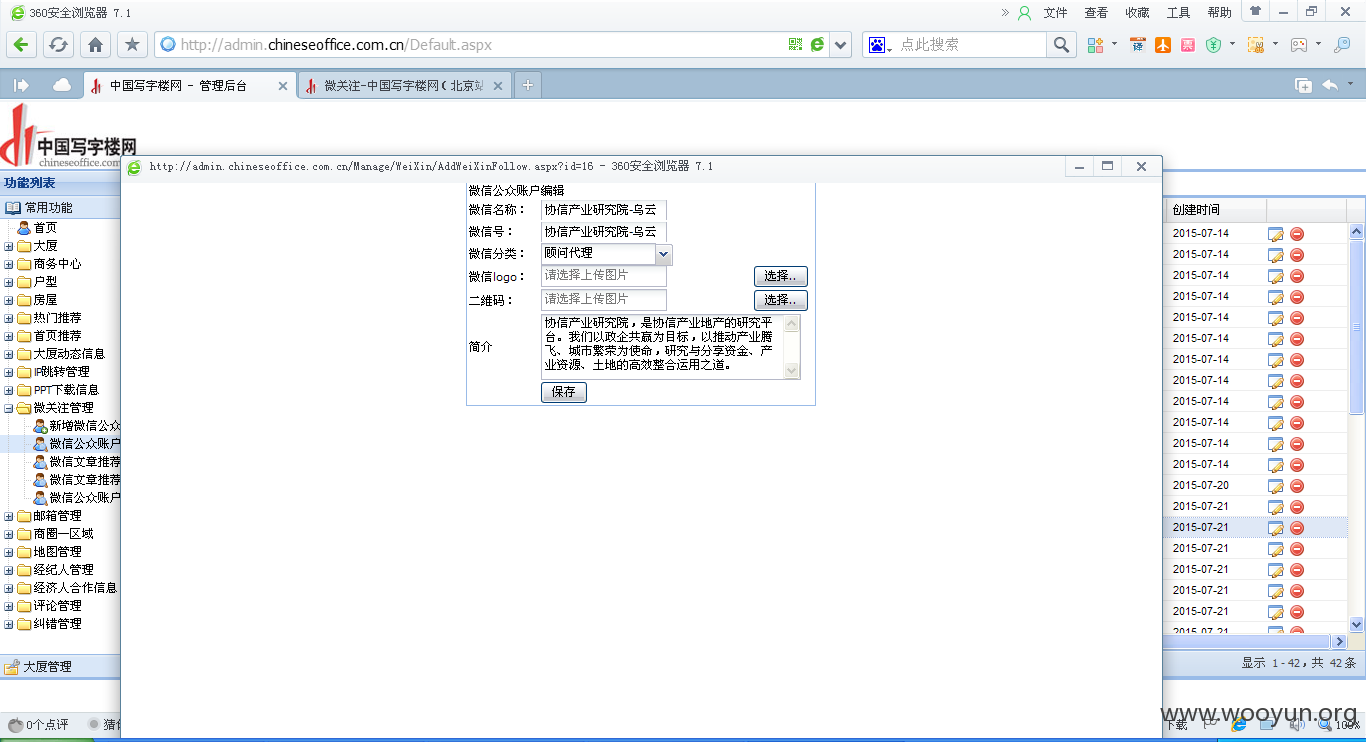 360安全浏览器 7.1
文件 查看 收藏 工具 帮助
http://admin.chineseoffice.com.cn/Default.aspx
点此搜索
译
中国写字楼网 - 管理后台
微关注-中国写字楼网(北京站
中国写字楼网
chineseoffice.com
http://admin.chineseoffice.com.cn/Manage/WeiXin/AddWeiXinFollow.aspx?id=16 - 360安全浏览器 7.1
功能列表
常用功能
首页
大厦
商务中心
户型
房屋
热门推荐
首页推荐
大厦动态信息
IP跳转管理
PPT下载信息
微关注管理
新增微信公众
微信公众账户
微信文章推荐
微信文章推荐
微信公众账户
邮箱管理
商圈一区域
地图管理
经纪人管理
经济人合作信息
评论管理
纠错管理
大厦管理
微信公众账户编辑
微信名称： 协信产业研究院-乌云
微信号： 协信产业研究院-乌云
微信分类： 顾问代理
微信logo： 请选择上传图片 选择..
二维码： 请选择上传图片 选择..
简介
协信产业研究院，是协信产业地产的研究平
台。我们以政企共赢为目标，以推动产业腾
飞、城市繁荣为使命，研究与分享资金、产
业资源、土地的高效整合运用之道。
保存
创建时间
2015-07-14
2015-07-14
2015-07-14
2015-07-14
2015-07-14
2015-07-14
2015-07-14
2015-07-14
2015-07-14
2015-07-14
2015-07-14
2015-07-14
2015-07-20
2015-07-21
2015-07-21
2015-07-21
2015-07-21
2015-07-21
2015-07-21
2015-07-21
显示 1 - 42，共 42 条
0个点评
猜你
下载
100%
www.wooyun.org